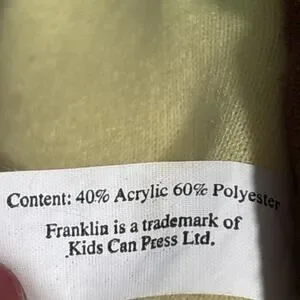 Content: 40% Acrylic 60% Polyester
Franklin is a trademark of
Kids Can Press Ltd.